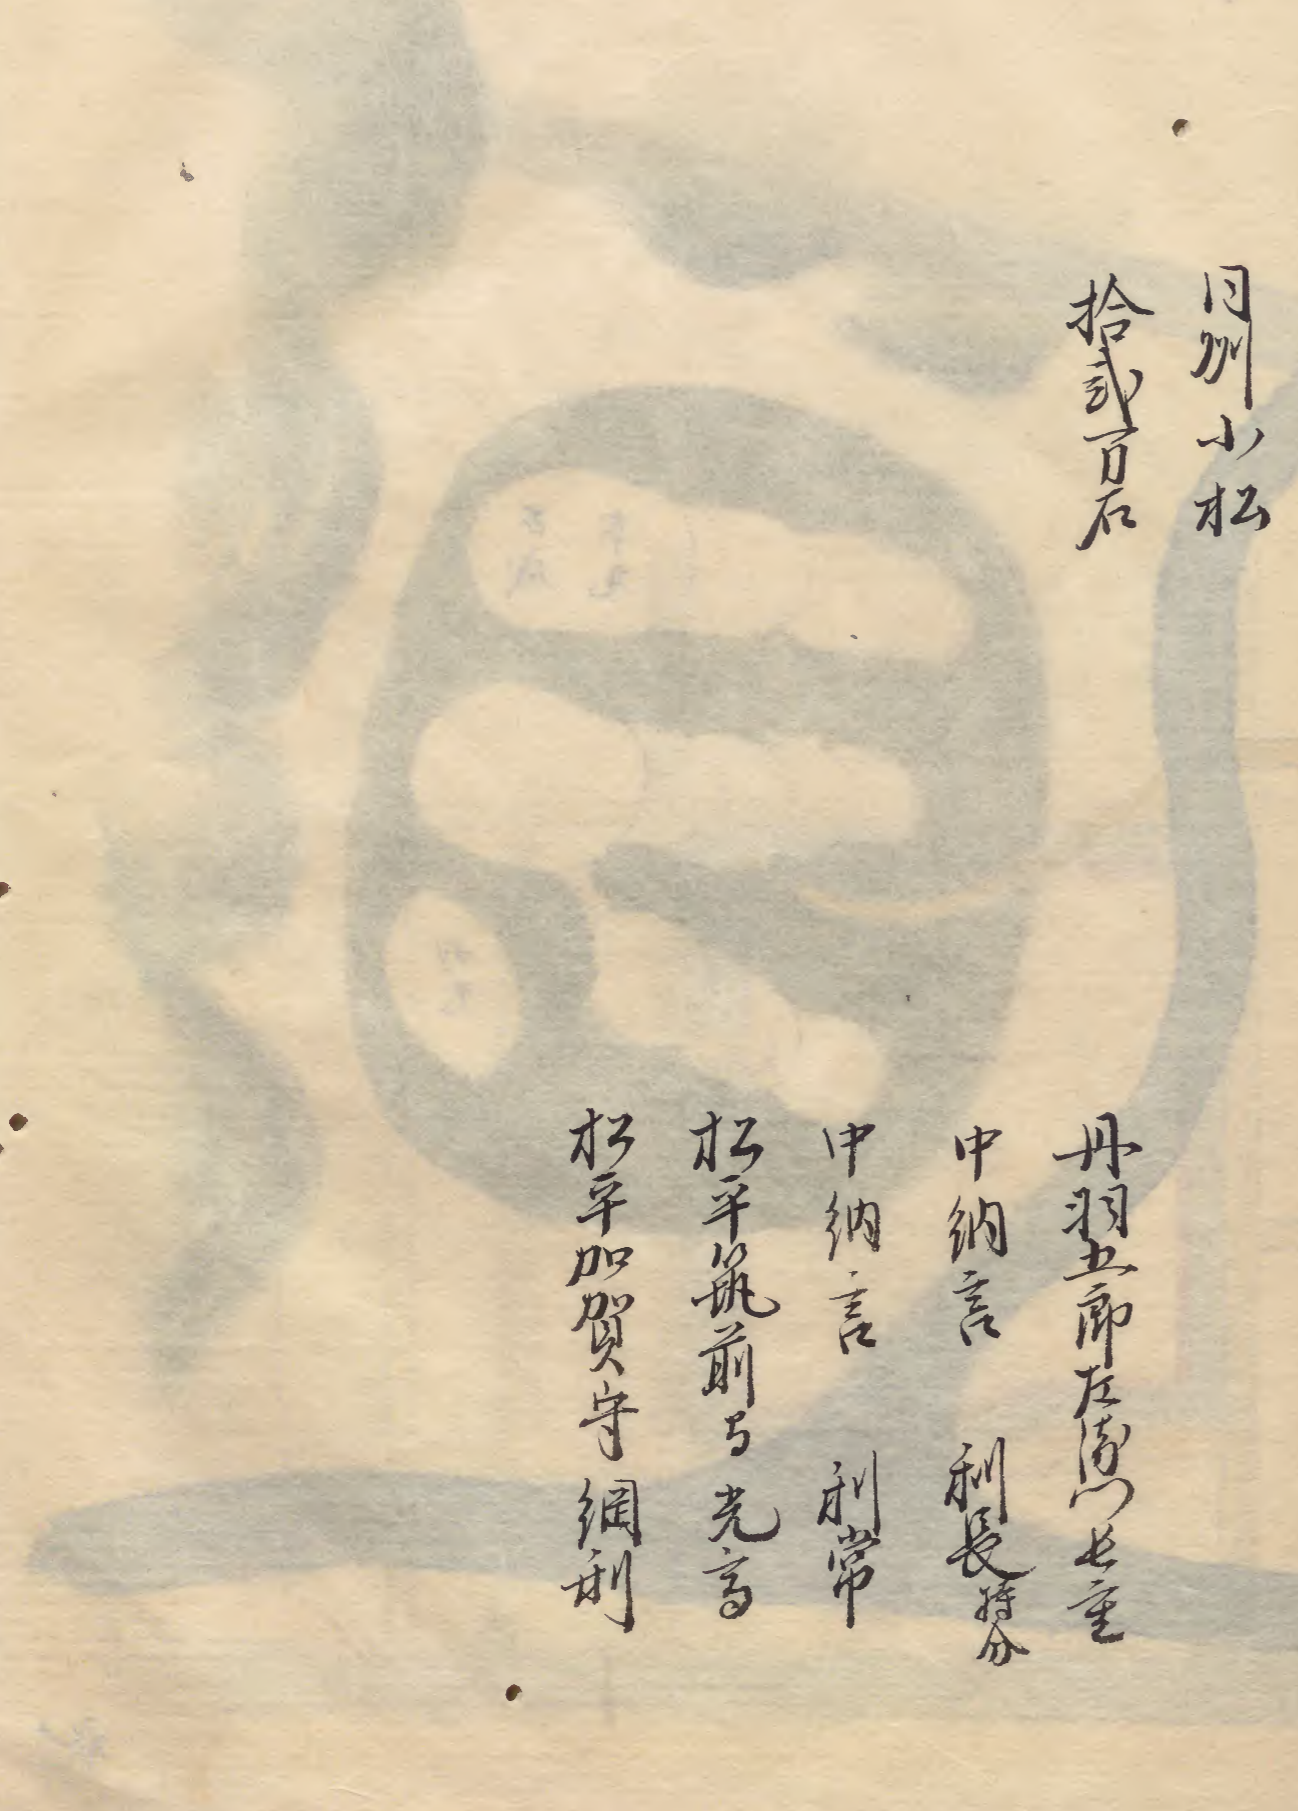 同州小松
拾弐万石
丹羽五郎左衛門長重
中納言 利長持分
中納言 利常
松平筑前守光高
松平加賀守綱利